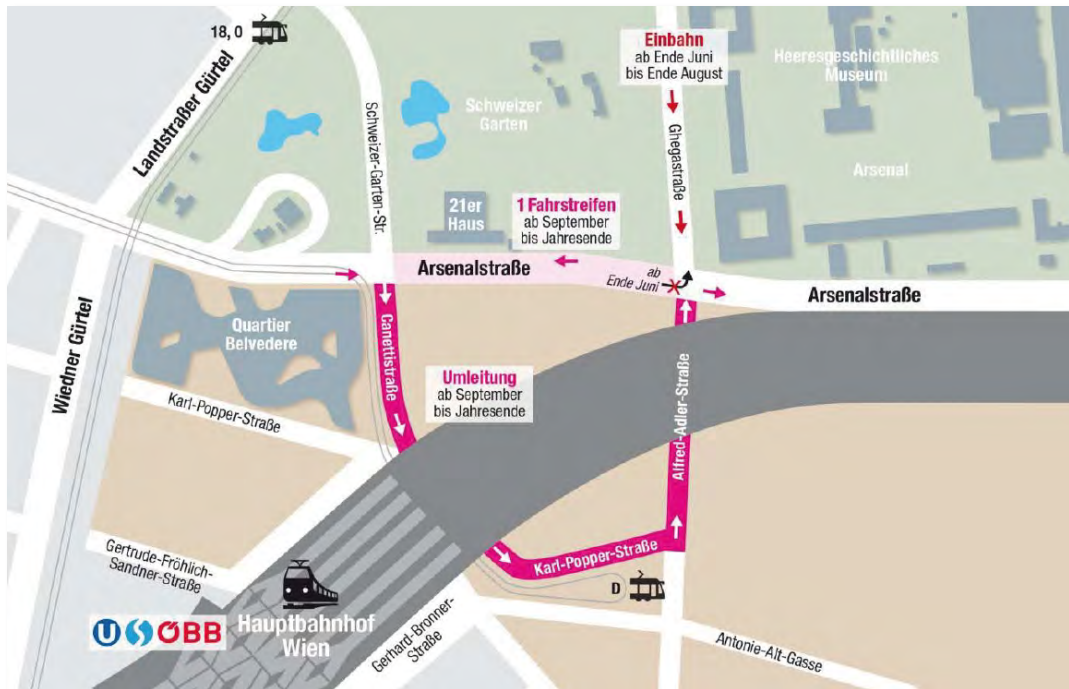 18, O
Landstraßer Gürtel
Schweizer-Garten-Str.
Schweizer
Garten
Einbahn
ab Ende Juni
bis Ende August
Ghegastraße
Heeresgeschichtliches
Museum
Arsenal
21er
Haus
1 Fahrstreifen
ab September
bis Jahresende
Arsenalstraße
ab
Ende Juni
Arsenalstraße
Wiedner Gürtel
Quartier
Belvedere
Canettistraße
Umleitung
ab September
bis Jahresende
Karl-Popper-Straße
Alfred-Adler-Straße
Gertrude-Fröhlich-
Sandner-Straße
Karl-Popper-Straße
D
U S ÖBB
Hauptbahnhof
Wien
Gerhard-Bronner-
Straße
Antonie-Alt-Gasse